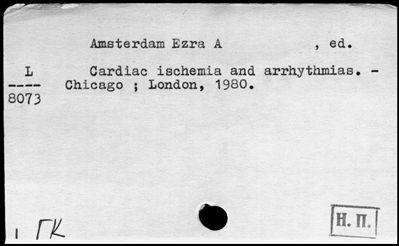 Amsterdam Ezra A , ed.
L
----
8073
Cardiac ischemia and arrhythmias. -
Chicago ; London, 1980.
ГК
Н. П.